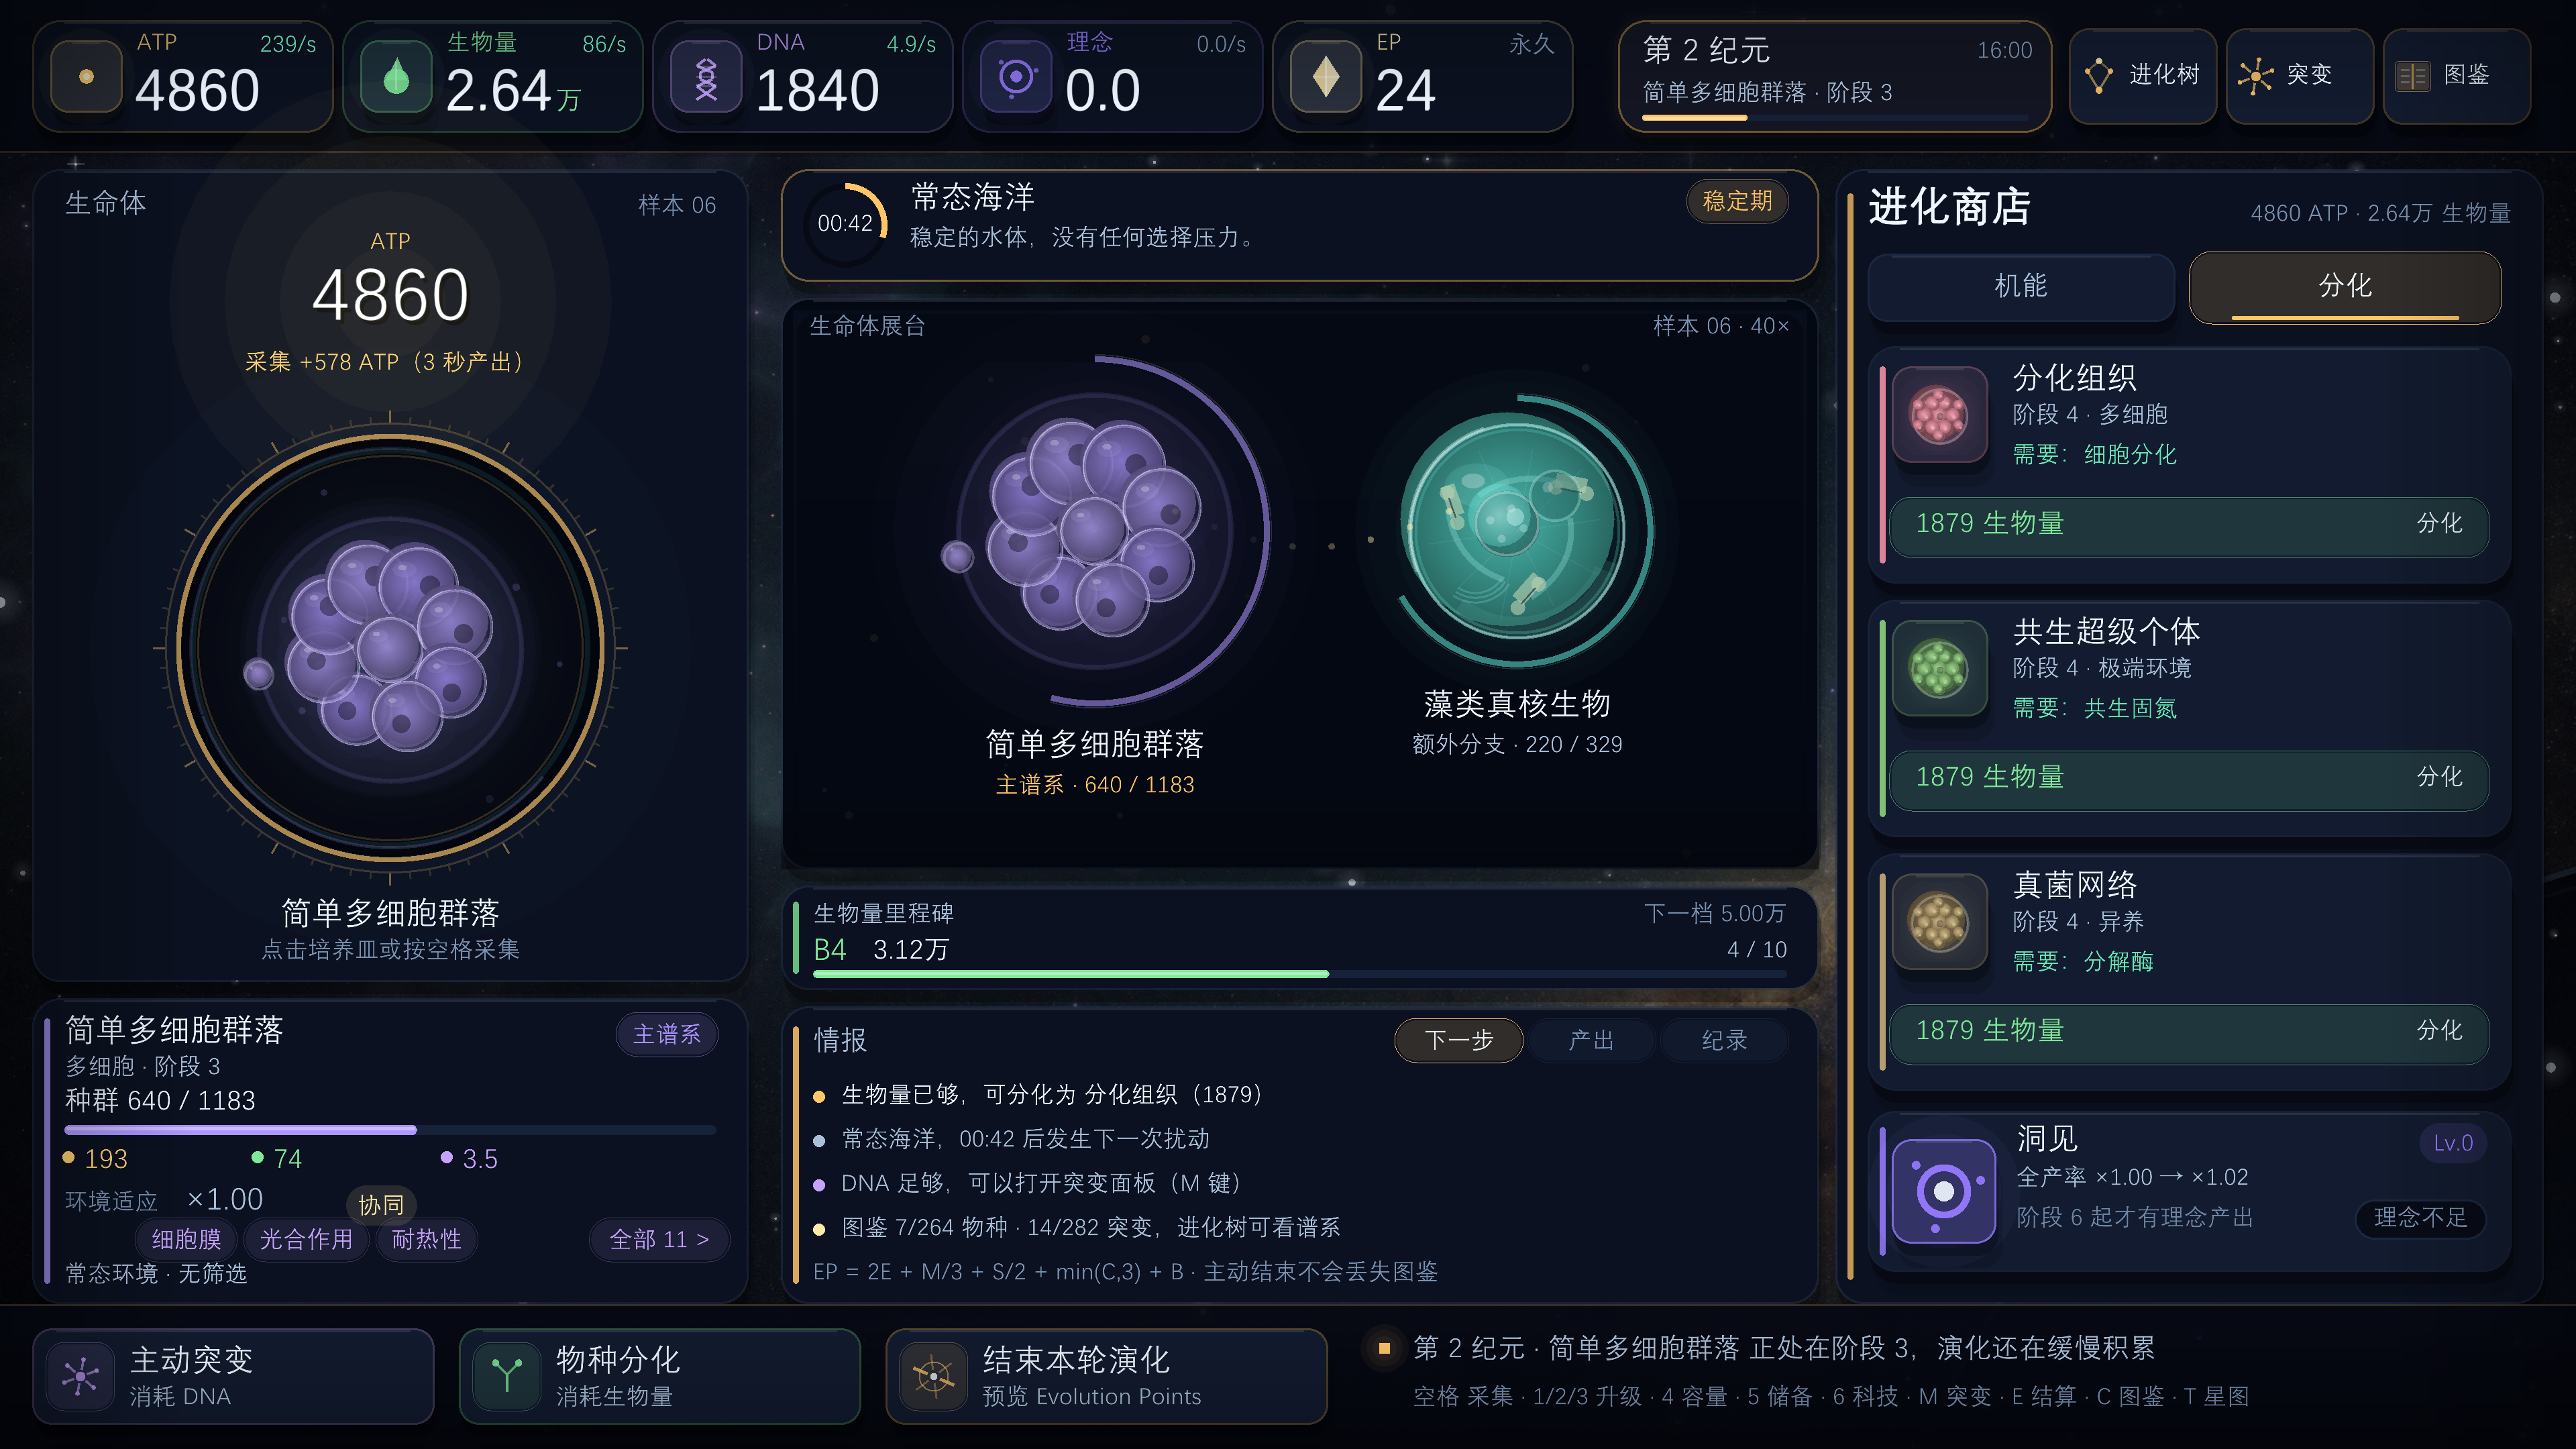 ATP 239/s
4860
生物量 86/s
2.64万
DNA 4.9/s
1840
理念 0.0/s
0.0
EP 永久
24
第 2 纪元 16:00
简单多细胞群落 · 阶段 3
进化树
突变
图鉴
生命体 样本 06
ATP
4860
采集 +578 ATP（3 秒产出）
简单多细胞群落
点击培养皿或按空格采集
简单多细胞群落 主谱系
多细胞 · 阶段 3
种群 640 / 1183
193 74 3.5
环境适应 ×1.00 协同
细胞膜 光合作用 耐热性 全部 11 >
常态环境 · 无筛选
00:42
常态海洋 稳定期
稳定的水体，没有任何选择压力。
生命体展台 样本 06 · 40×
简单多细胞群落
主谱系 · 640 / 1183
藻类真核生物
额外分支 · 220 / 329
生物量里程碑 下一档 5.00万
B4 3.12万 4 / 10
情报 下一步 产出 纪录
生物量已够，可分化为 分化组织（1879）
常态海洋，00:42 后发生下一次扰动
DNA 足够，可以打开突变面板（M 键）
图鉴 7/264 物种 · 14/282 突变，进化树可看谱系
EP = 2E + M/3 + S/2 + min(C,3) + B · 主动结束不会丢失图鉴
进化商店 4860 ATP · 2.64万 生物量
机能 分化
分化组织
阶段 4 · 多细胞
需要：细胞分化
1879 生物量 分化
共生超级个体
阶段 4 · 极端环境
需要：共生固氮
1879 生物量 分化
真菌网络
阶段 4 · 异养
需要：分解酶
1879 生物量 分化
洞见 Lv.0
全产率 ×1.00 → ×1.02
阶段 6 起才有理念产出 理念不足
主动突变
消耗 DNA
物种分化
消耗生物量
结束本轮演化
预览 Evolution Points
第 2 纪元 · 简单多细胞群落 正处在阶段 3，演化还在缓慢积累
空格 采集 · 1/2/3 升级 · 4 容量 · 5 储备 · 6 科技 · M 突变 · E 结算 · C 图鉴 · T 星图